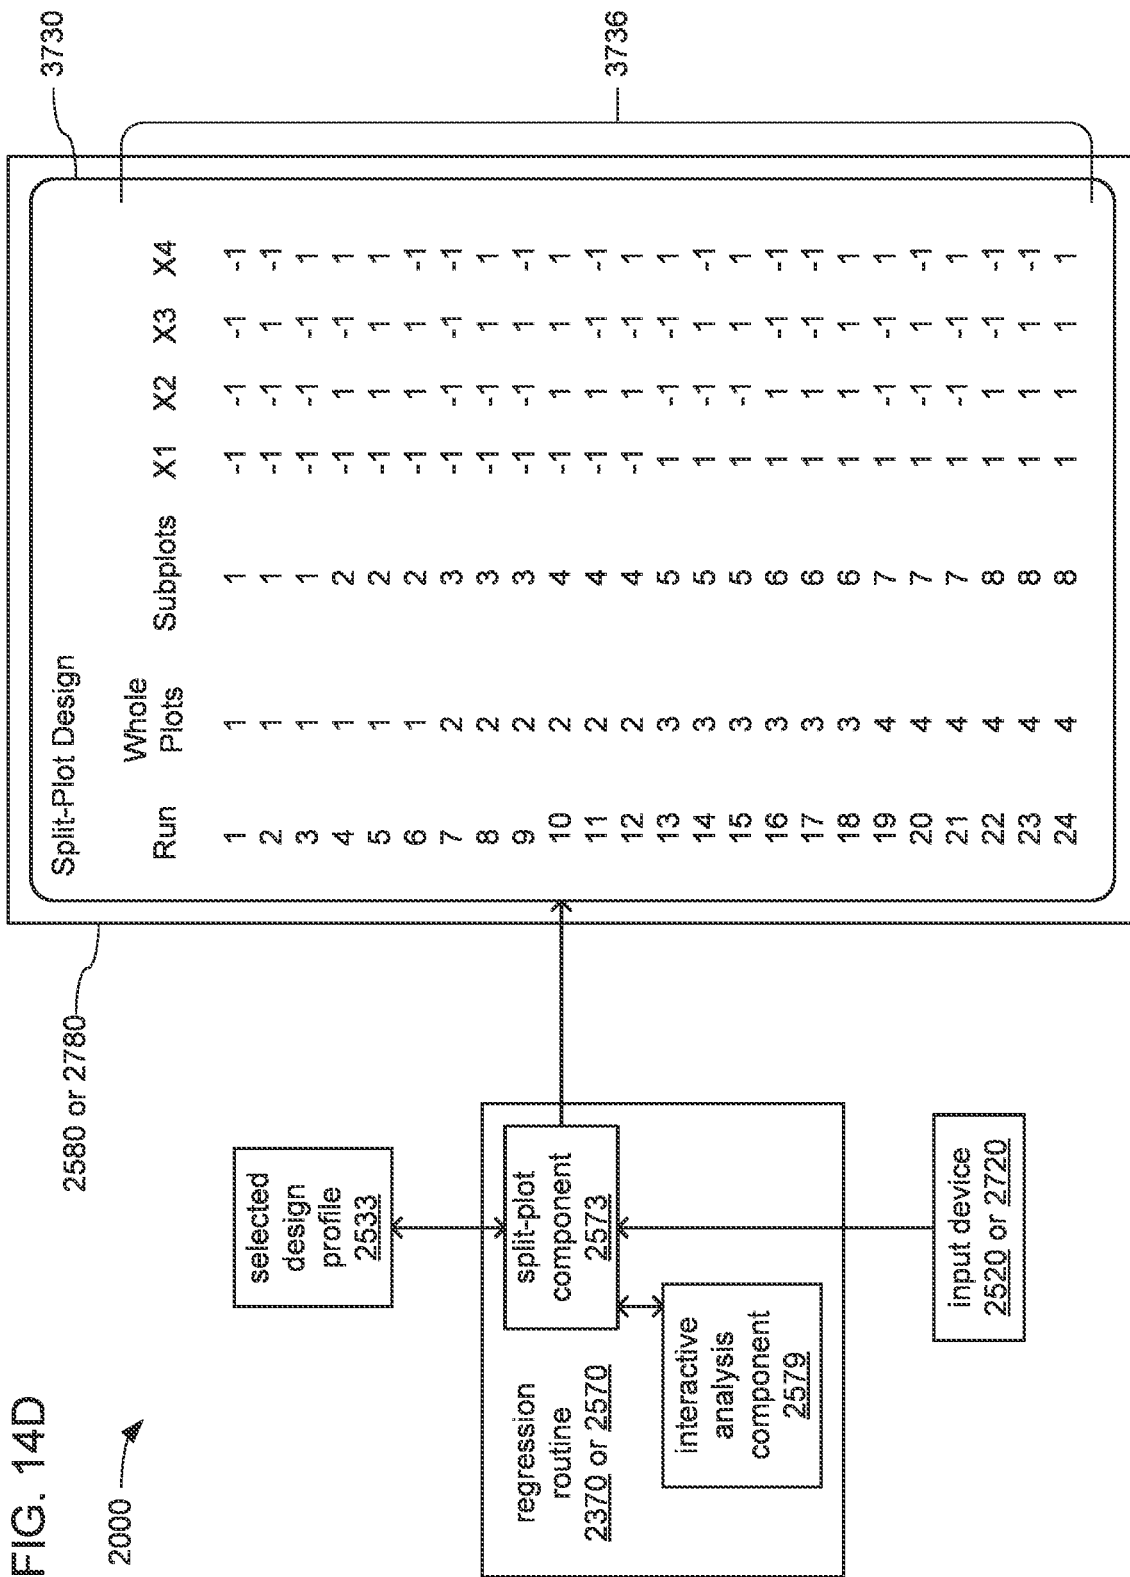 FIG. 14D
2000
2580 or 2780
selected
design
profile
2533
regression
routine
2370 or 2570
split-plot
component
2573
interactive
analysis
component
2579
input device
2520 or 2720
3730
Split-Plot Design
Run Whole Plots Subplots X1 X2 X3 X4
1 1 1 -1 -1 -1 -1
2 1 1 -1 -1 1 -1
3 1 1 -1 -1 -1 1
4 1 2 -1 1 -1 1
5 1 2 -1 1 1 1
6 1 2 -1 1 1 -1
7 2 3 -1 -1 -1 -1
8 2 3 -1 -1 1 1
9 2 3 -1 -1 1 -1
10 2 4 -1 1 1 1
11 2 4 -1 1 -1 -1
12 2 4 -1 1 -1 1
13 3 5 1 -1 -1 1
14 3 5 1 -1 1 -1
15 3 5 1 -1 1 1
16 3 6 1 1 -1 -1
17 3 6 1 1 -1 -1
18 3 6 1 1 1 1
19 4 7 1 -1 -1 1
20 4 7 1 -1 1 -1
21 4 7 1 -1 -1 1
22 4 8 1 1 -1 -1
23 4 8 1 1 1 -1
24 4 8 1 1 1 1
3736